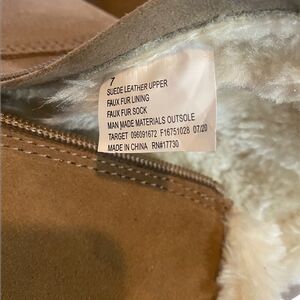 7
SUEDE LEATHER UPPER
FAUX FUR LINING
FAUX FUR SOCK
MAN MADE MATERIALS OUTSOLE
TARGET 096091672 F16751028 07/20
MADE IN CHINA RN#17730